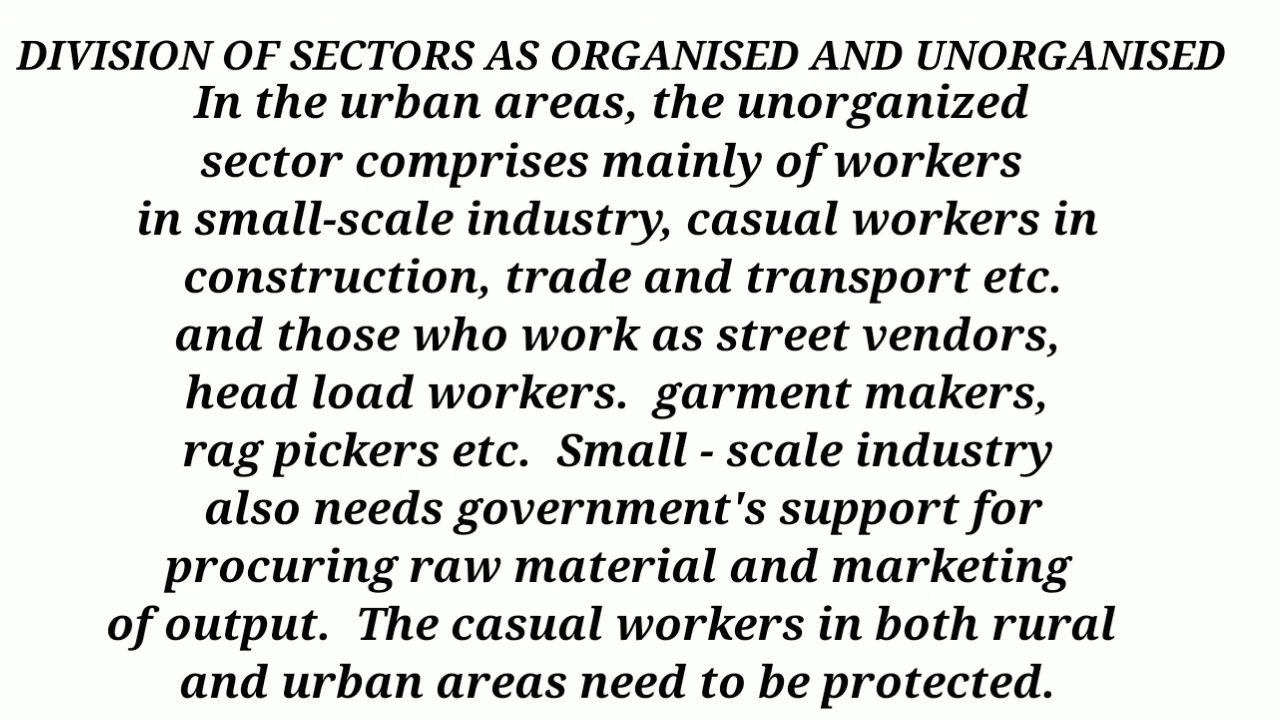 DIVISION OF SECTORS AS ORGANISED AND UNORGANISED
In the urban areas, the unorganized
sector comprises mainly of workers
in small-scale industry, casual workers in
construction, trade and transport etc.
and those who work as street vendors,
head load workers.  garment makers,
rag pickers etc.  Small - scale industry
also needs government's support for
procuring raw material and marketing
of output.  The casual workers in both rural
and urban areas need to be protected.